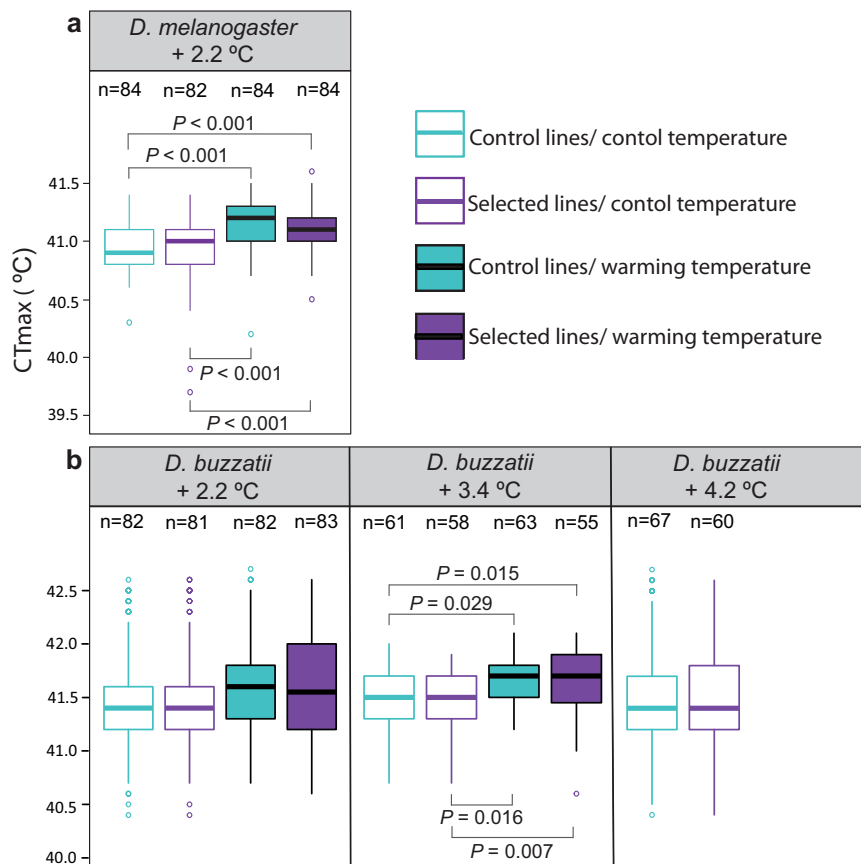 a
D. melanogaster
+ 2.2 ºC
n=84 n=82 n=84 n=84
P < 0.001
P < 0.001
41.5
41.0
40.5
40.0
39.5
CTmax ( ºC)
P < 0.001
P < 0.001
Control lines/ contol temperature
Selected lines/ contol temperature
Control lines/ warming temperature
Selected lines/ warming temperature
b
D. buzzatii
+ 2.2 ºC
D. buzzatii
+ 3.4 ºC
D. buzzatii
+ 4.2 ºC
n=82 n=81 n=82 n=83
n=61 n=58 n=63 n=55
n=67 n=60
42.5
42.0
41.5
41.0
40.5
40.0
P = 0.015
P = 0.029
P = 0.016
P = 0.007